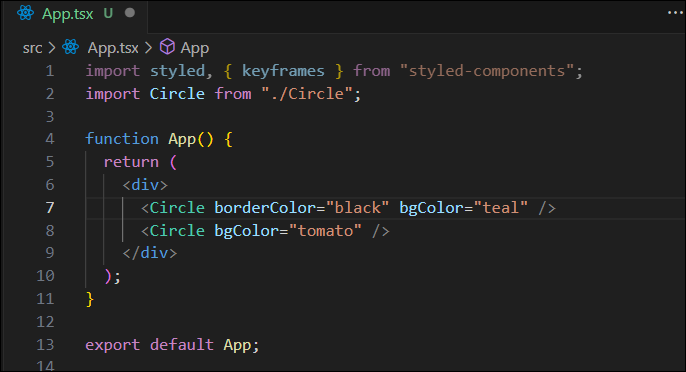 App.tsx U
src > App.tsx > App
1 import styled, { keyframes } from "styled-components";
2 import Circle from "./Circle";
3
4 function App() {
5 return (
6 <div>
7 <Circle borderColor="black" bgColor="teal" />
8 <Circle bgColor="tomato" />
9 </div>
10 );
11 }
12
13 export default App;
14